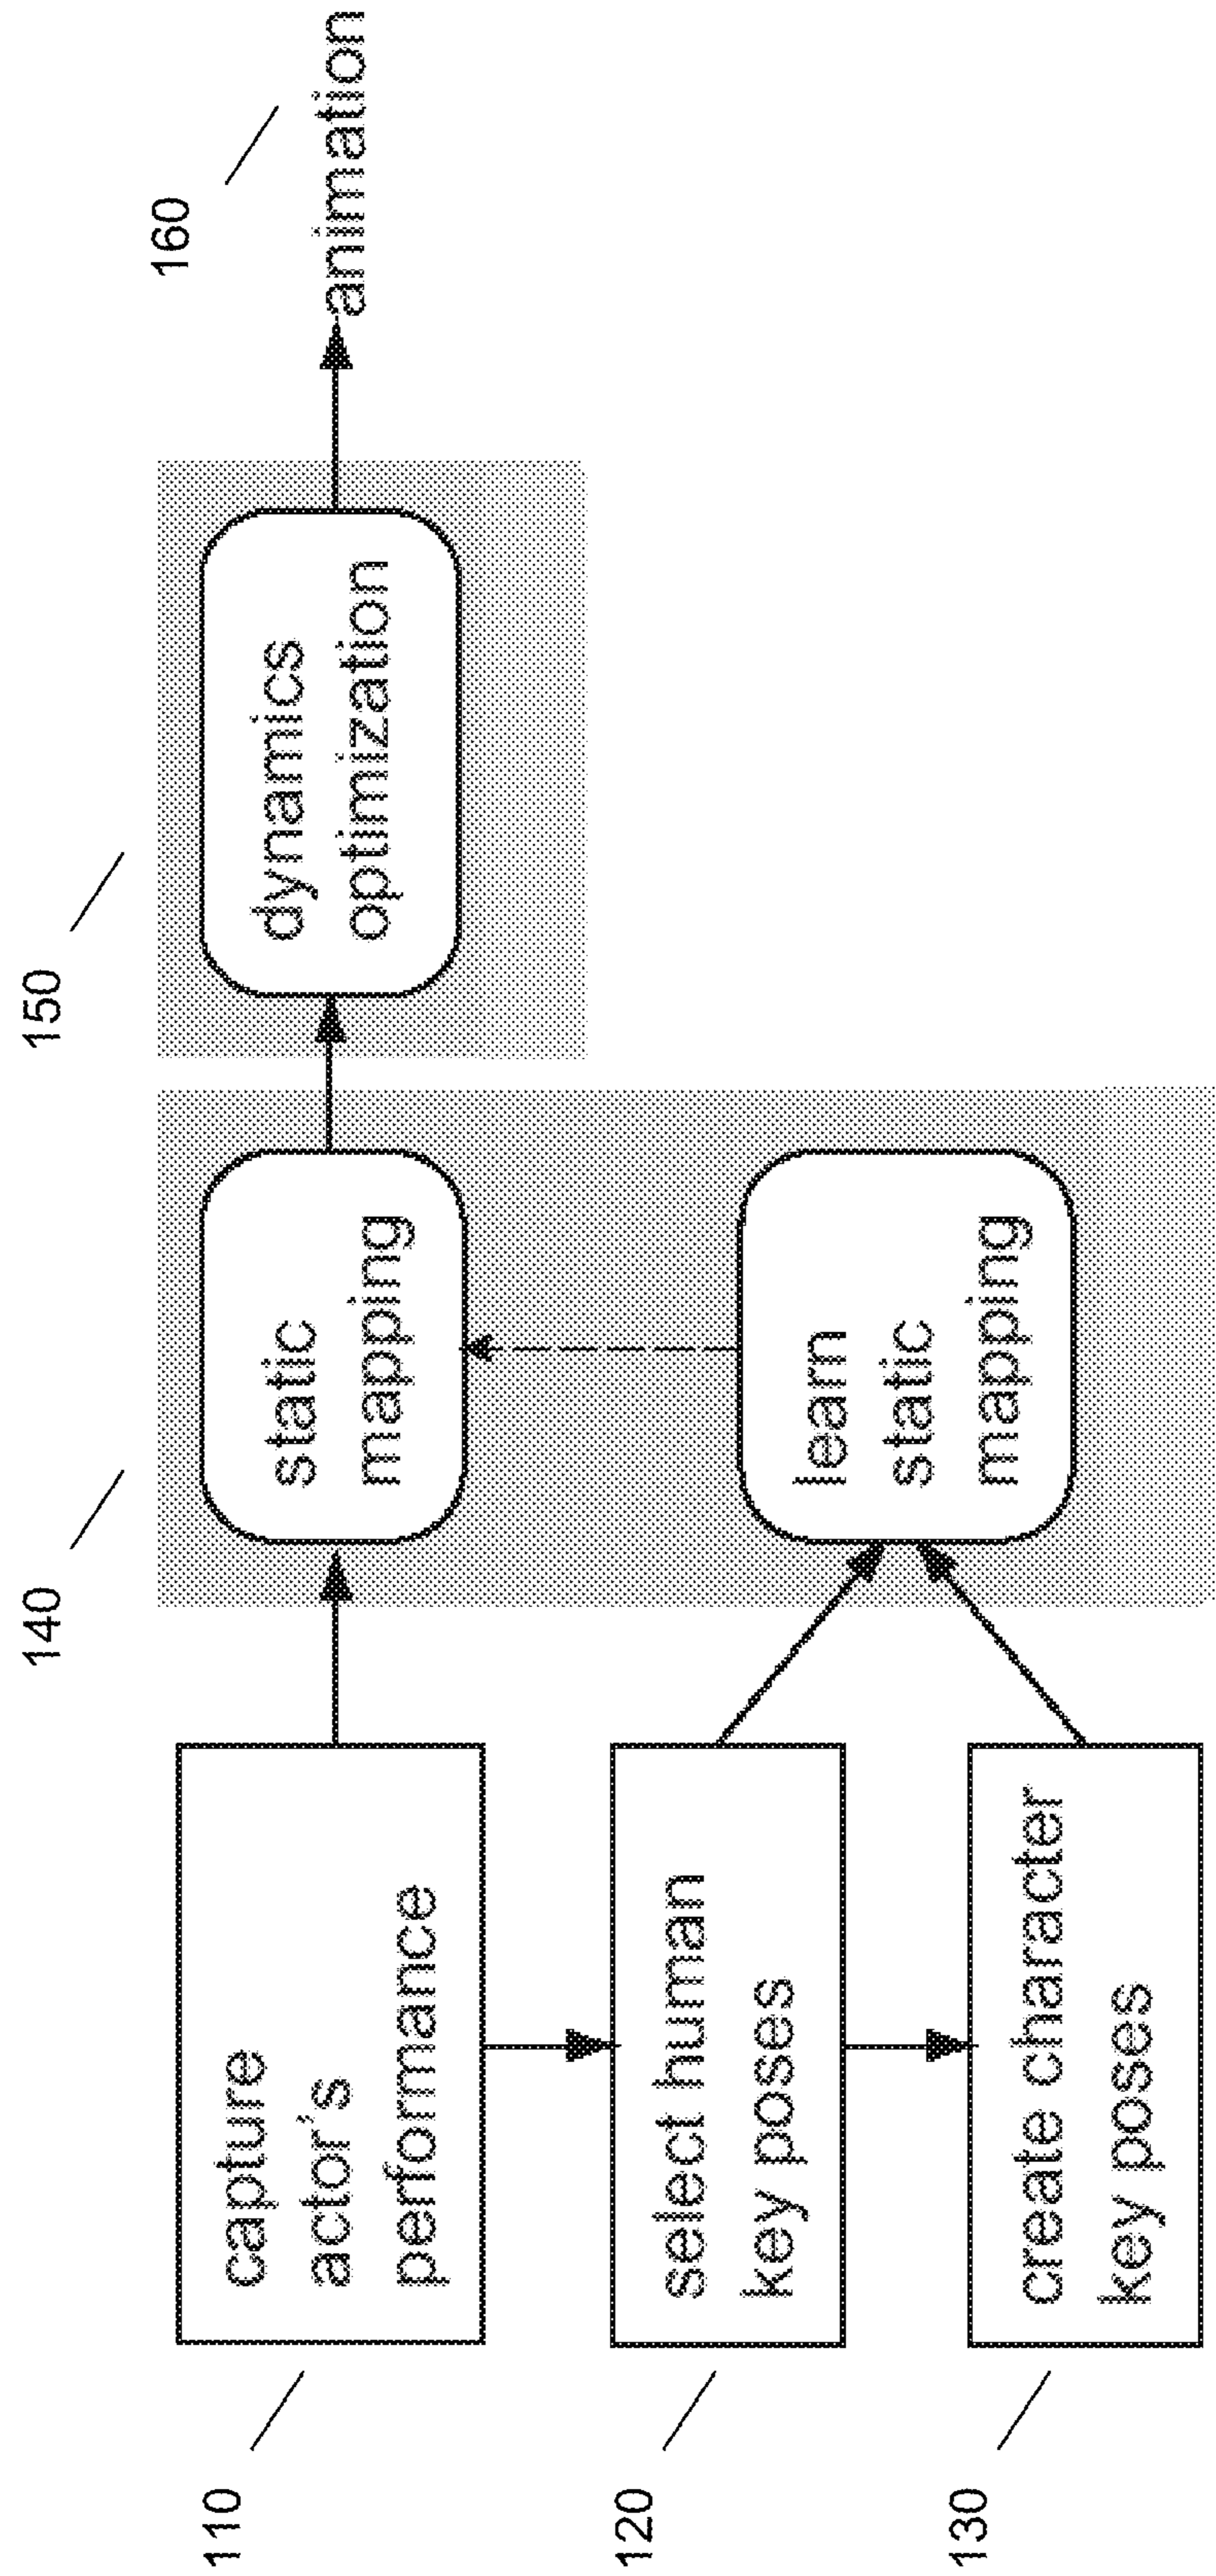 110
capture
actor's
performance
120
select human
key poses
130
create character
key poses
140
static
mapping
learn
static
mapping
150
dynamics
optimization
160
animation